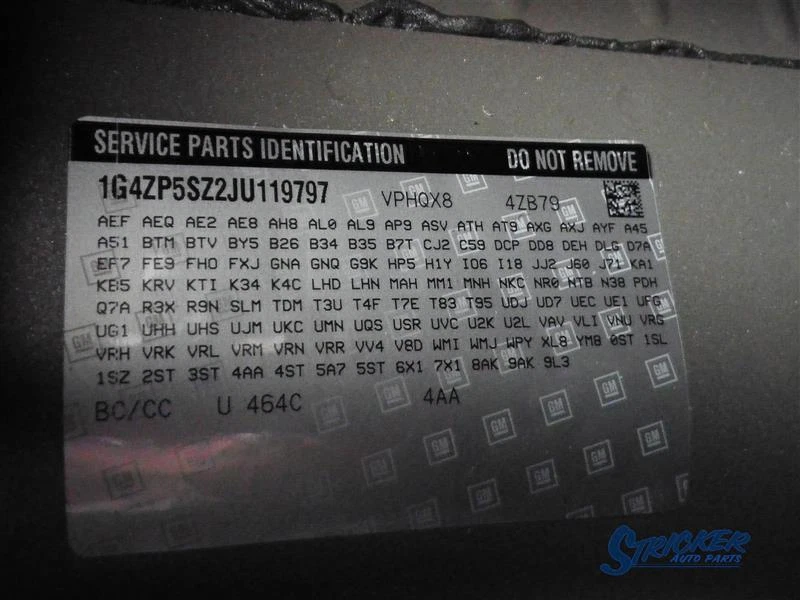 SERVICE PARTS IDENTIFICATION DO NOT REMOVE
1G4ZP5SZ2JU119797 VPHQX8 4ZB79
AEF AEQ AE2 AE8 AH8 AL0 AL9 AP9 ASV ATH AT9 AXG AXJ AYF A45
A51 BTM BTV BY5 B26 B34 B35 B7T CJ2 C59 DCP DD8 DEH DLG D7A
EF7 FE9 FHO FXJ GNA GNQ G9K HP5 H1Y IO6 I18 JJ2 J60 J71 KA1
KB5 KRV KTI K34 K4C LHD LHN MAH MM1 MNH NKC NR0 NTB N38 PDH
Q7A R3X R9N SLM TDM T3U T4F T7E T83 T95 UDJ UD7 UEC UE1 UFG
UG1 UHH UHS UJM UKC UMN UQS USR UVC U2K U2L VAV VLI VNU VRG
VRH VRK VRL VRM VRN VRR VV4 V8D WMI WMJ WPY XL8 YM8 0ST 1SL
1SZ 2ST 3ST 4AA 4ST 5A7 5ST 6X1 7X1 8AK 9AK 9L3
BC/CC U 464C 4AA
GM
STRICKER
AUTO PARTS